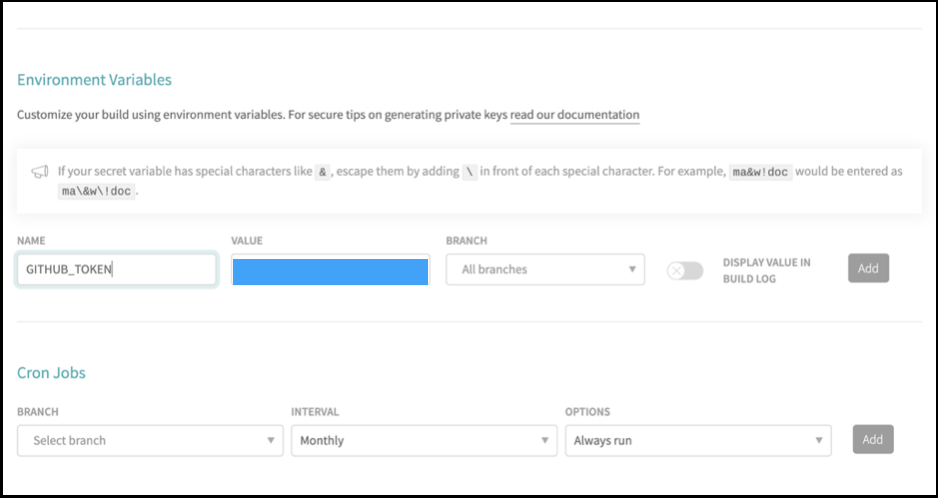 Environment Variables
Customize your build using environment variables. For secure tips on generating private keys read our documentation
If your secret variable has special characters like & , escape them by adding \ in front of each special character. For example, ma&w!doc would be entered as
ma\&w\!doc .
NAME VALUE BRANCH
GITHUB_TOKEN All branches DISPLAY VALUE IN Add
BUILD LOG
Cron Jobs
BRANCH INTERVAL OPTIONS
Select branch Monthly Always run Add